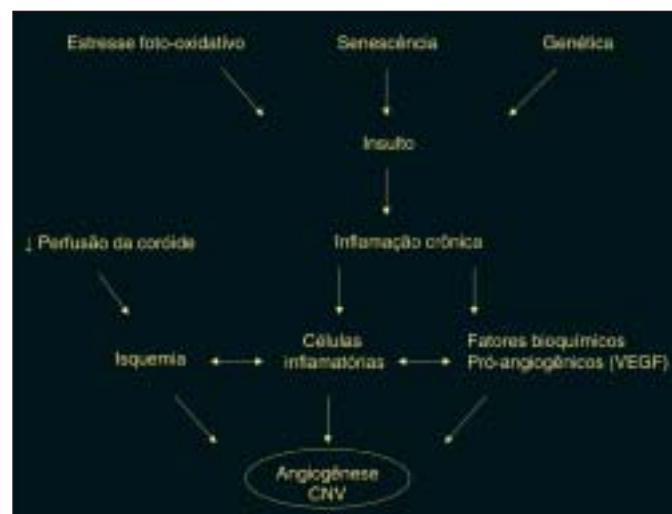 Estresse foto-oxidativo
Senescência
Genética
Insulto
↓ Perfusão da coróide
Inflamação crônica
Isquemia
Células
inflamatórias
Fatores bioquímicos
Pró-angiogênicos (VEGF)
Angiogênese
CNV